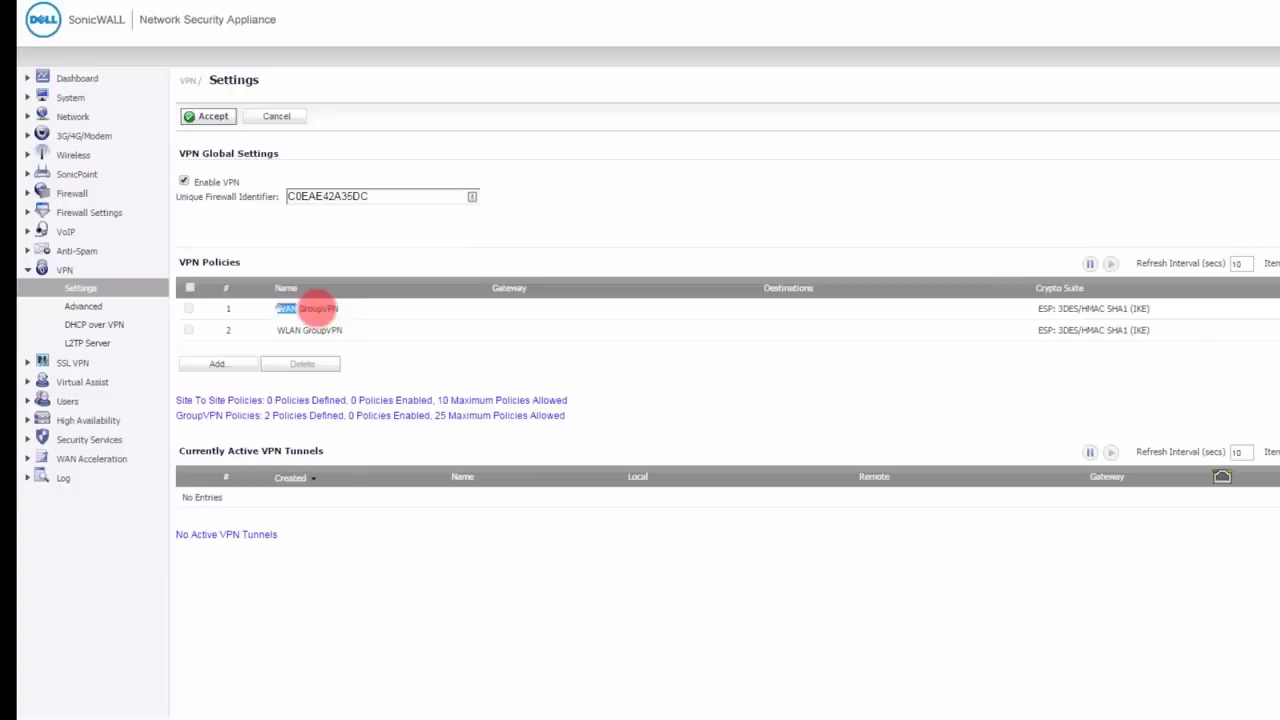 DELL SonicWALL Network Security Appliance
VPN / Settings
Accept Cancel
VPN Global Settings
Enable VPN
Unique Firewall Identifier: C0EAE42A35DC
VPN Policies Refresh Interval (secs) 10 Iten
# Name Gateway Destinations Crypto Suite
1 WAN GroupVPN ESP: 3DES/HMAC SHA1 (IKE)
2 WLAN GroupVPN ESP: 3DES/HMAC SHA1 (IKE)
Add... Delete
Site To Site Policies: 0 Policies Defined, 0 Policies Enabled, 10 Maximum Policies Allowed
GroupVPN Policies: 2 Policies Defined, 0 Policies Enabled, 25 Maximum Policies Allowed
Currently Active VPN Tunnels Refresh Interval (secs) 10 Iten
# Created Name Local Remote Gateway
No Entries
No Active VPN Tunnels
Dashboard
System
Network
3G/4G/Modem
Wireless
SonicPoint
Firewall
Firewall Settings
VoIP
Anti-Spam
VPN
Settings
Advanced
DHCP over VPN
L2TP Server
SSL VPN
Virtual Assist
Users
High Availability
Security Services
WAN Acceleration
Log